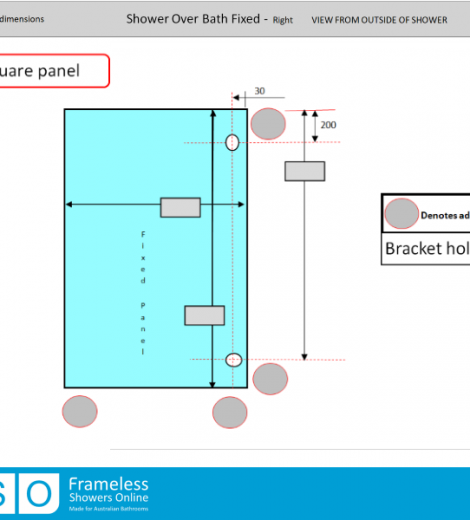 dimensions
Shower Over Bath Fixed - Right VIEW FROM OUTSIDE OF SHOWER
uare panel
30
200
Denotes ad
Bracket hol
Fixed Panel
S O
Frameless
Showers Online
Made for Australian Bathrooms